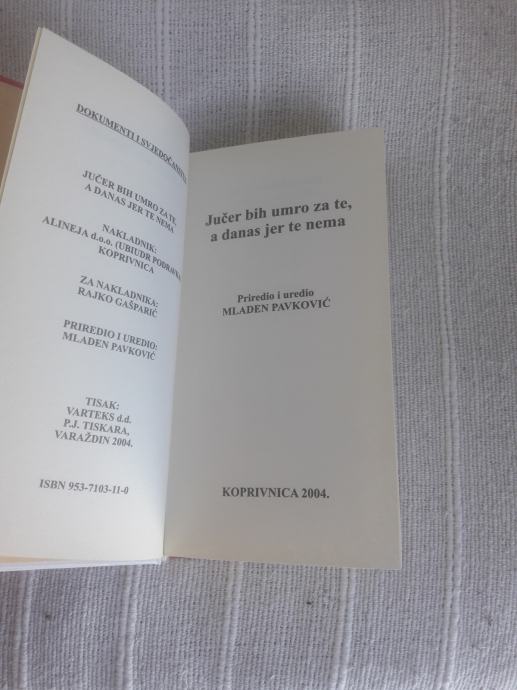 DOKUMENTI I SVJEDOČANSTVA
JUČER BIH UMRO ZA TE,
A DANAS JER TE NEMA
NAKLADNIK:
ALINEJA d.o.o. (UBIUDR PODRAVKA
KOPRIVNICA
ZA NAKLADNIKA:
RAJKO GAŠPARIĆ
PRIREDIO I UREDIO:
MLADEN PAVKOVIĆ
TISAK:
VARTEKS d.d.
P.J. TISKARA,
VARAŽDIN 2004.
ISBN 953-7103-11-0
Jučer bih umro za te,
a danas jer te nema
Priredio i uredio
MLADEN PAVKOVIĆ
KOPRIVNICA 2004.